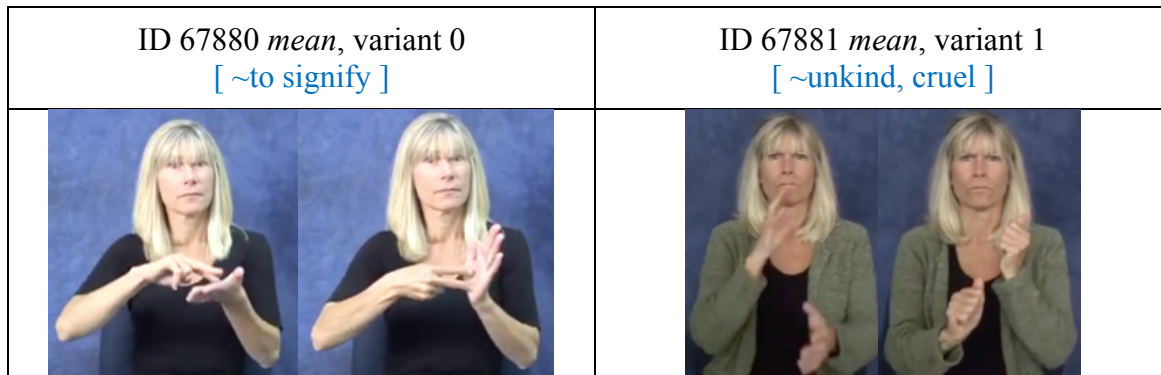 ID 67880 mean, variant 0
[ ~to signify ]
ID 67881 mean, variant 1
[ ~unkind, cruel ]